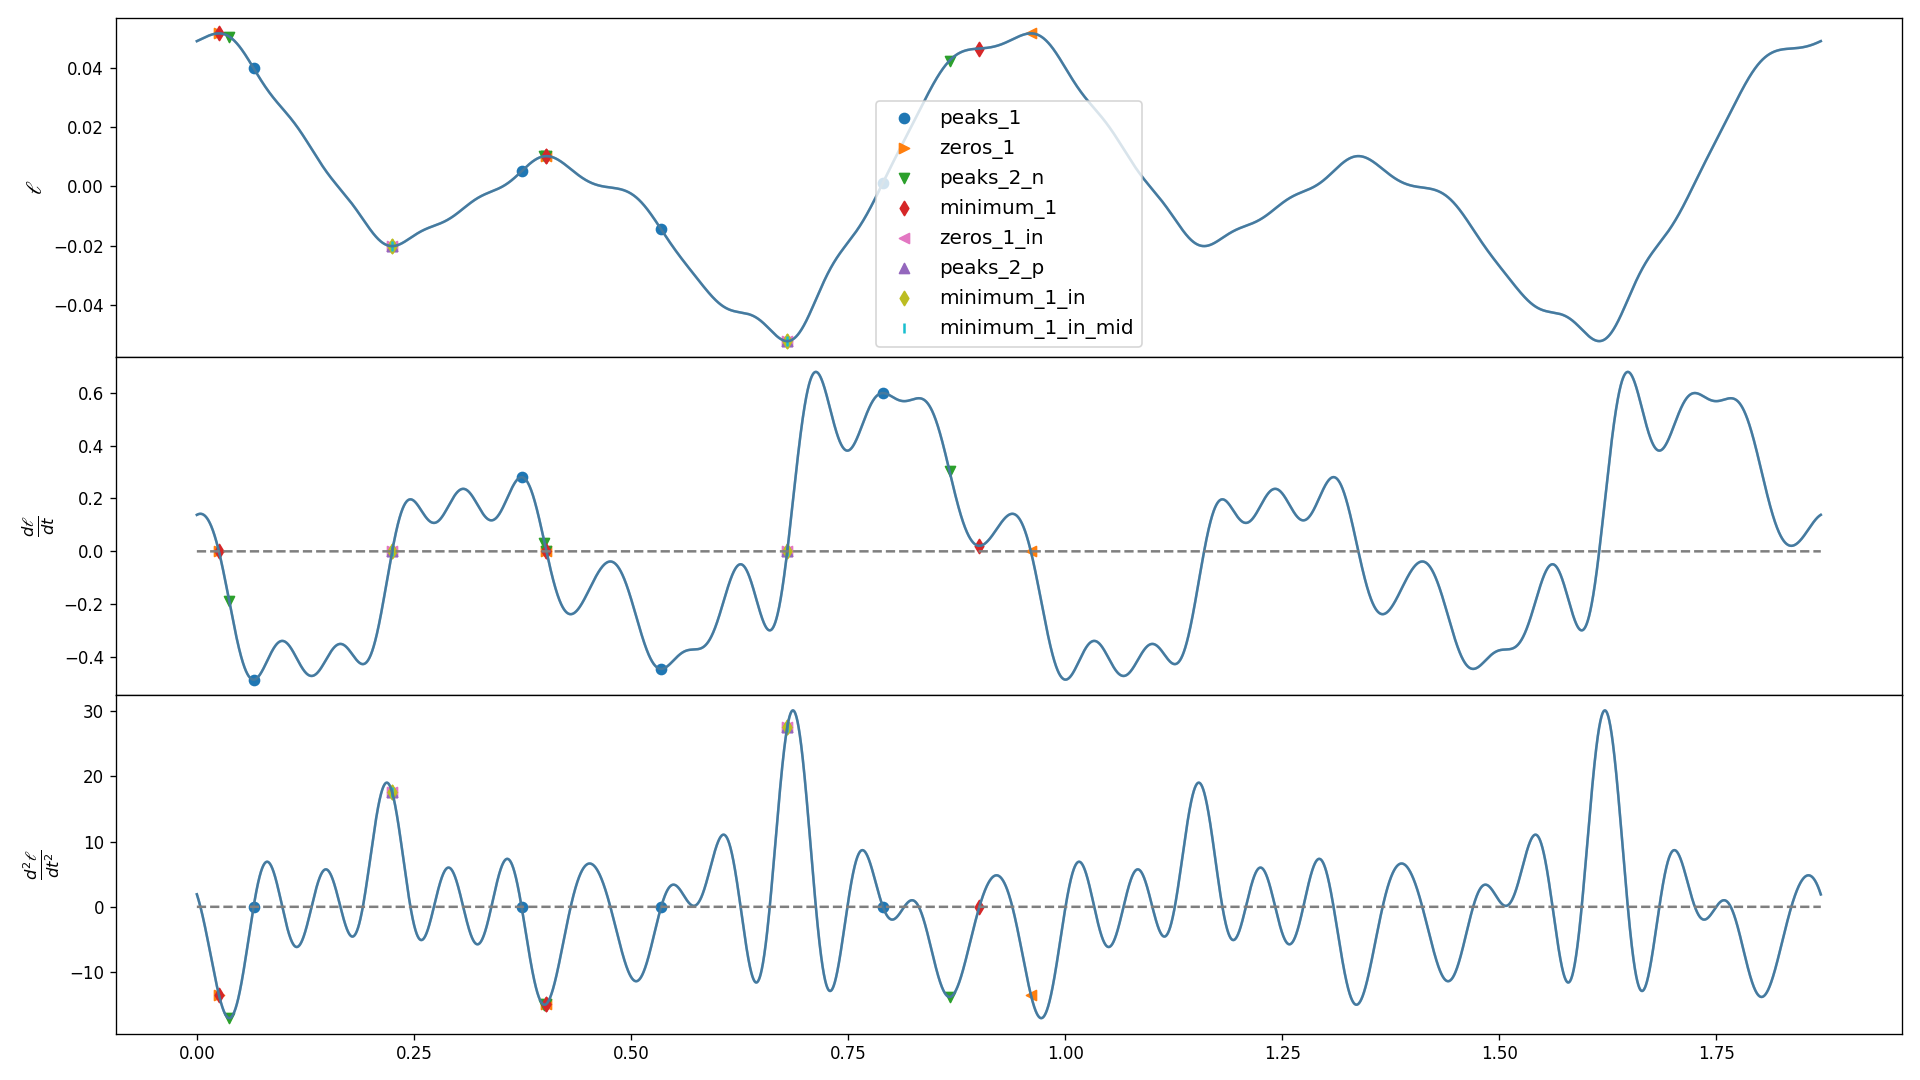 0.04
0.02
0.00
−0.02
−0.04
ℓ
peaks_1
zeros_1
peaks_2_n
minimum_1
zeros_1_in
peaks_2_p
minimum_1_in
minimum_1_in_mid
0.6
0.4
0.2
0.0
−0.2
−0.4
dℓ
dt
30
20
10
0
−10
d²ℓ
dt²
0.00 0.25 0.50 0.75 1.00 1.25 1.50 1.75